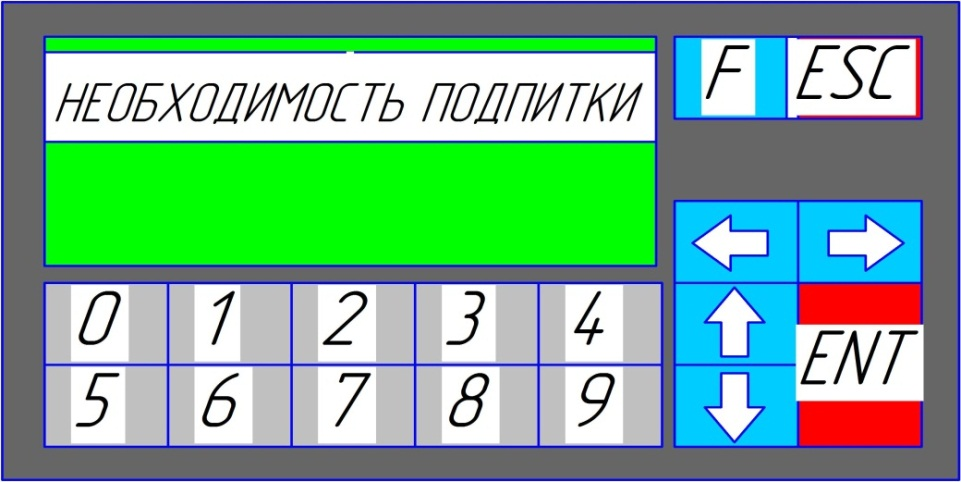 НЕОБХОДИМОСТЬ ПОДПИТКИ
F ESC
0 1 2 3 4
5 6 7 8 9
ENT